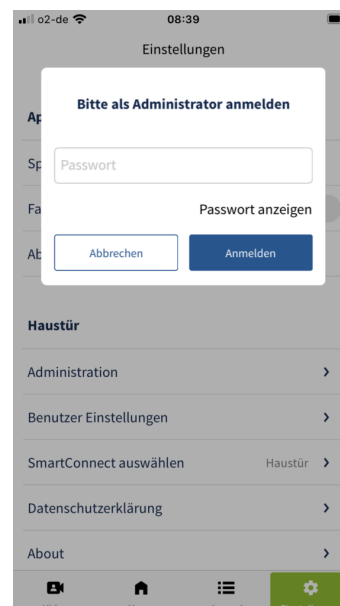 o2-de 08:39
Einstellungen
Bitte als Administrator anmelden
Ap
Sp
Passwort
Fa
Passwort anzeigen
Ab
Abbrechen
Anmelden
Haustür
Administration
Benutzer Einstellungen
SmartConnect auswählen Haustür
Datenschutzerklärung
About